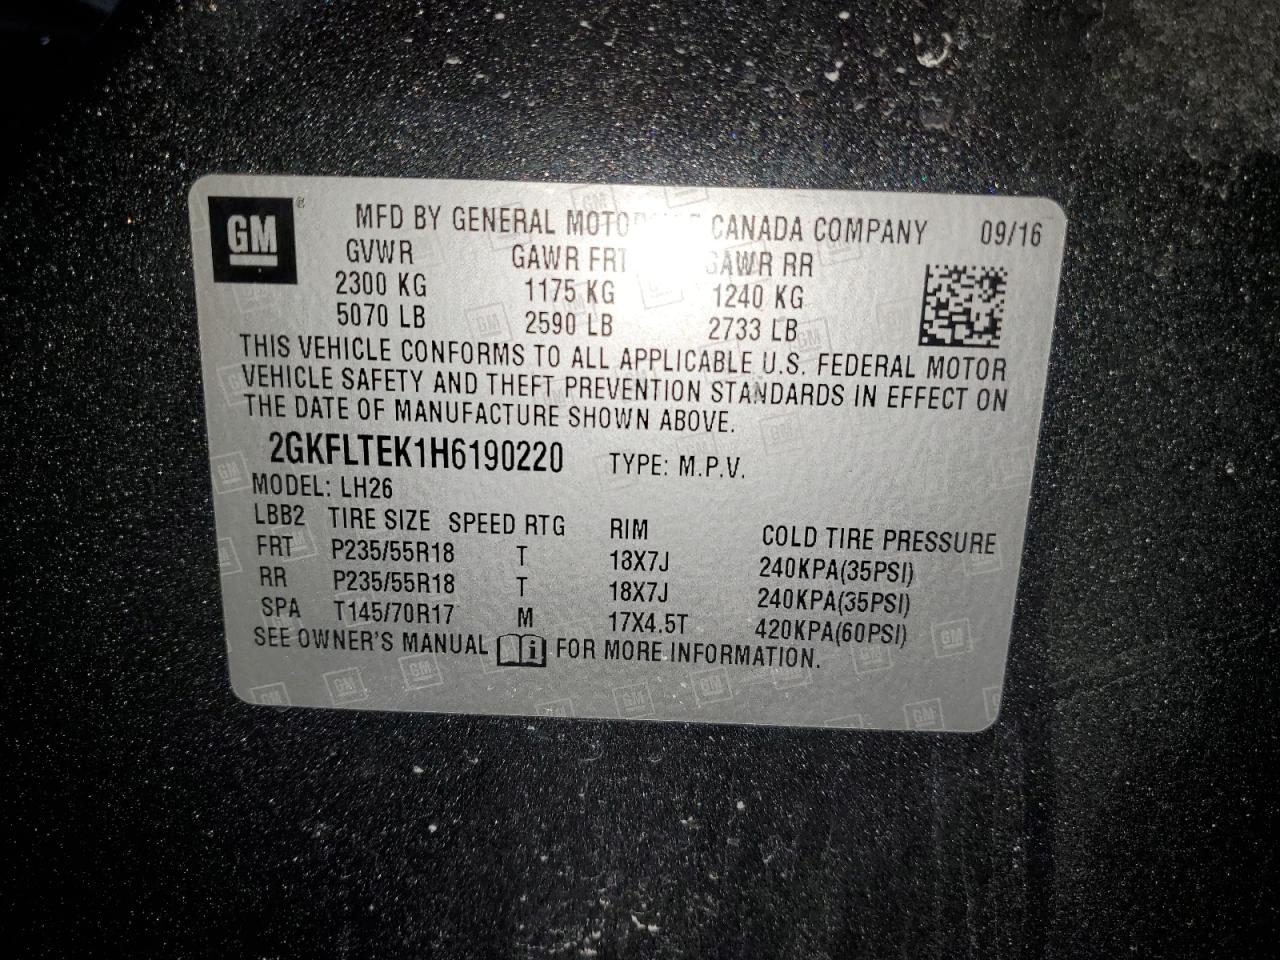 GM ®
MFD BY GENERAL CANADA COMPANY 09/16
GVWR GAWR FRT GAWR RR
2300 KG 1175 KG 1240 KG
5070 LB 2590 LB 2733 LB
THIS VEHICLE CONFORMS TO ALL APPLICABLE U.S. FEDERAL MOTOR
VEHICLE SAFETY AND THEFT PREVENTION STANDARDS IN EFFECT ON
THE DATE OF MANUFACTURE SHOWN ABOVE.
2GKFLTEK1H6190220 TYPE: M.P.V.
MODEL: LH26
LBB2 TIRE SIZE SPEED RTG RIM COLD TIRE PRESSURE
FRT P235/55R18 T 18X7J 240KPA(35PSI)
RR P235/55R18 T 18X7J 240KPA(35PSI)
SPA T145/70R17 M 17X4.5T 420KPA(60PSI)
SEE OWNER'S MANUAL i FOR MORE INFORMATION.